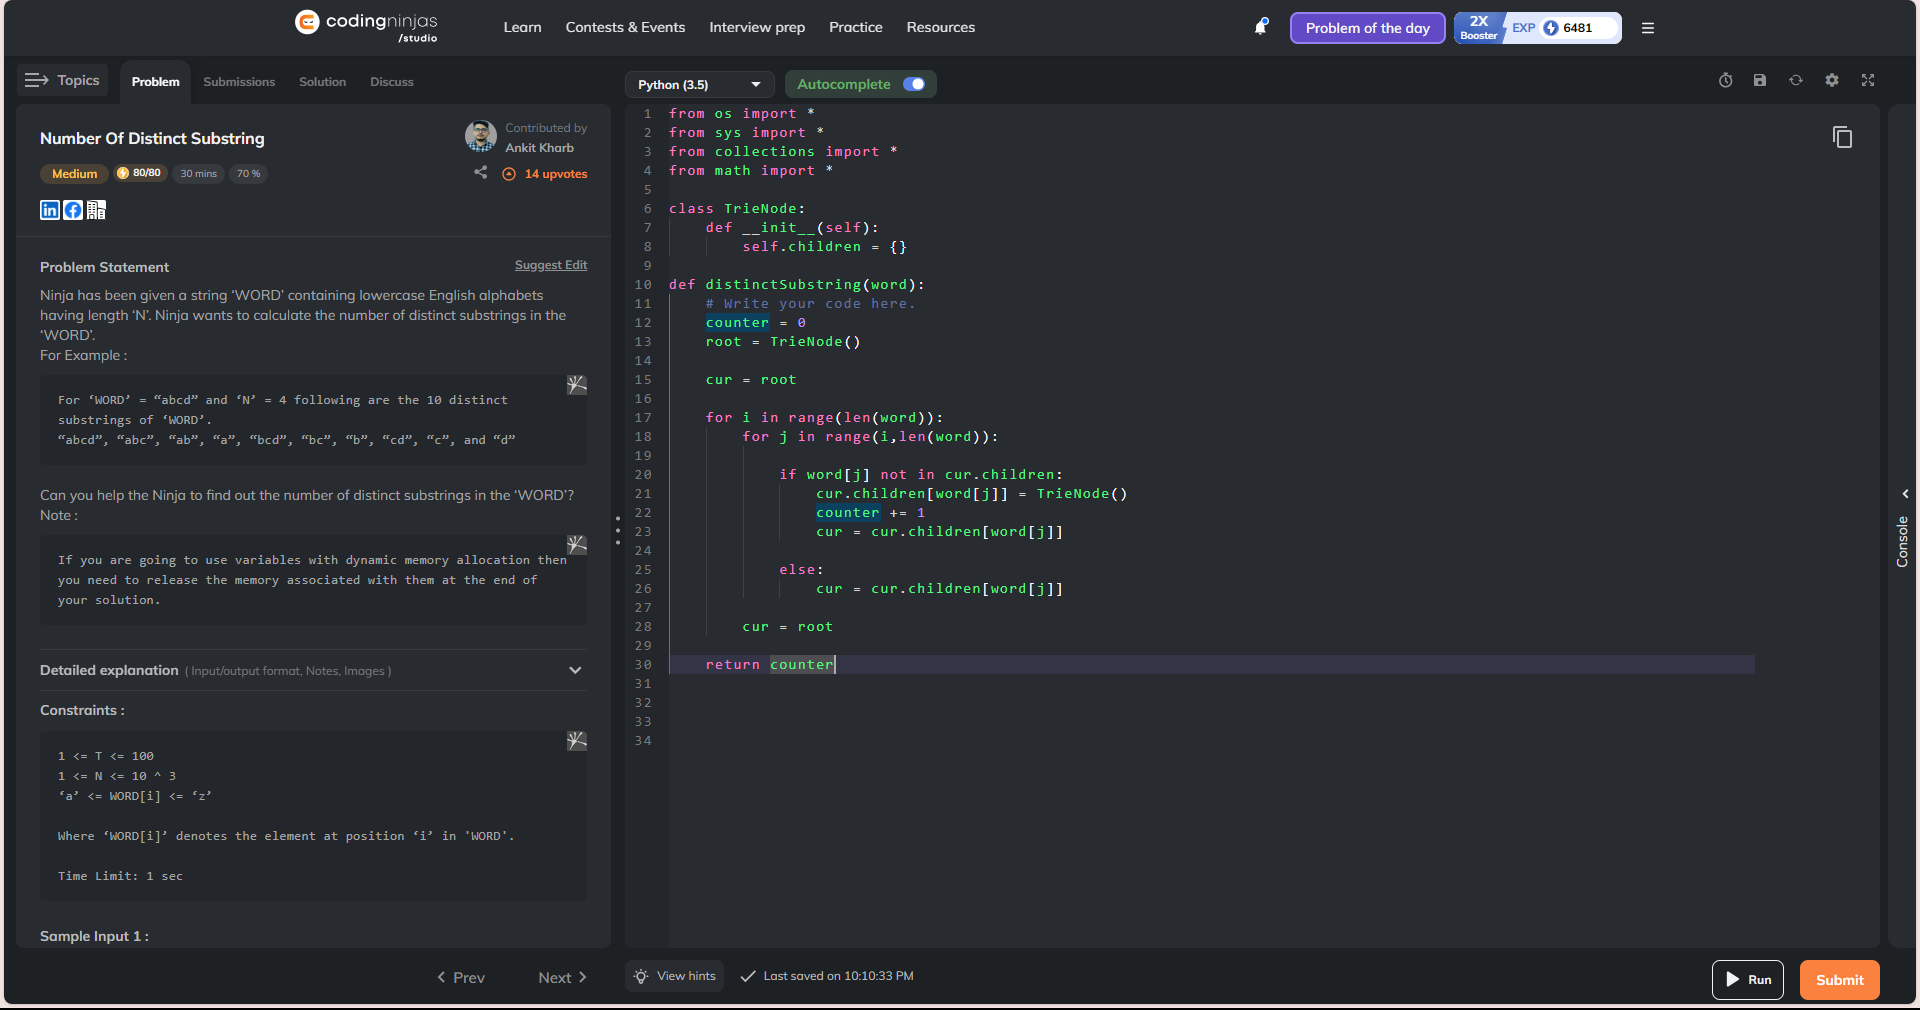 codingninjas
/studio
Learn
Contests & Events
Interview prep
Practice
Resources
Problem of the day
2X
Booster
EXP
6481
Topics
Problem
Submissions
Solution
Discuss
Python (3.5)
Autocomplete
Number Of Distinct Substring
Contributed by
Ankit Kharb
Medium
80/80
30 mins
70 %
14 upvotes
in
Problem Statement
Suggest Edit
Ninja has been given a string ‘WORD’ containing lowercase English alphabets
having length ‘N’. Ninja wants to calculate the number of distinct substrings in the
‘WORD’.
For Example :
For ‘WORD’ = “abcd” and ‘N’ = 4 following are the 10 distinct
substrings of ‘WORD’.
“abcd”, “abc”, “ab”, “a”, “bcd”, “bc”, “b”, “cd”, “c”, and “d”
Can you help the Ninja to find out the number of distinct substrings in the ‘WORD’?
Note :
If you are going to use variables with dynamic memory allocation then
you need to release the memory associated with them at the end of
your solution.
Detailed explanation ( Input/output format, Notes, Images )
Constraints :
1 <= T <= 100
1 <= N <= 10 ^ 3
‘a’ <= WORD[i] <= ‘z’
Where ‘WORD[i]’ denotes the element at position ‘i’ in 'WORD'.
Time Limit: 1 sec
Sample Input 1 :
Prev
Next
1 from os import *
2 from sys import *
3 from collections import *
4 from math import *
5
6 class TrieNode:
7     def __init__(self):
8         self.children = {}
9
10 def distinctSubstring(word):
11     # Write your code here.
12     counter = 0
13     root = TrieNode()
14
15     cur = root
16
17     for i in range(len(word)):
18         for j in range(i,len(word)):
19
20             if word[j] not in cur.children:
21                 cur.children[word[j]] = TrieNode()
22                 counter += 1
23                 cur = cur.children[word[j]]
24
25             else:
26                 cur = cur.children[word[j]]
27
28         cur = root
29
30     return counter
31
32
33
34
Console
View hints
Last saved on 10:10:33 PM
Run
Submit